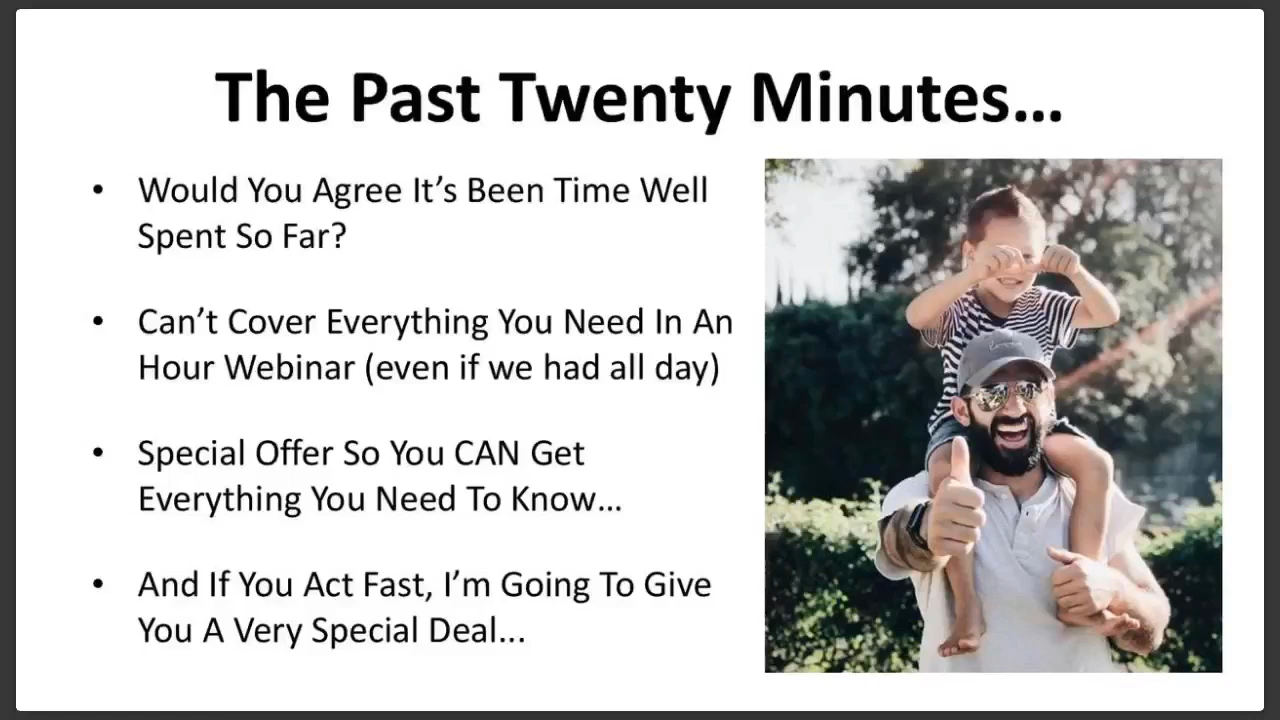 The Past Twenty Minutes...
• Would You Agree It's Been Time Well
Spent So Far?
• Can't Cover Everything You Need In An
Hour Webinar (even if we had all day)
• Special Offer So You CAN Get
Everything You Need To Know...
• And If You Act Fast, I'm Going To Give
You A Very Special Deal...